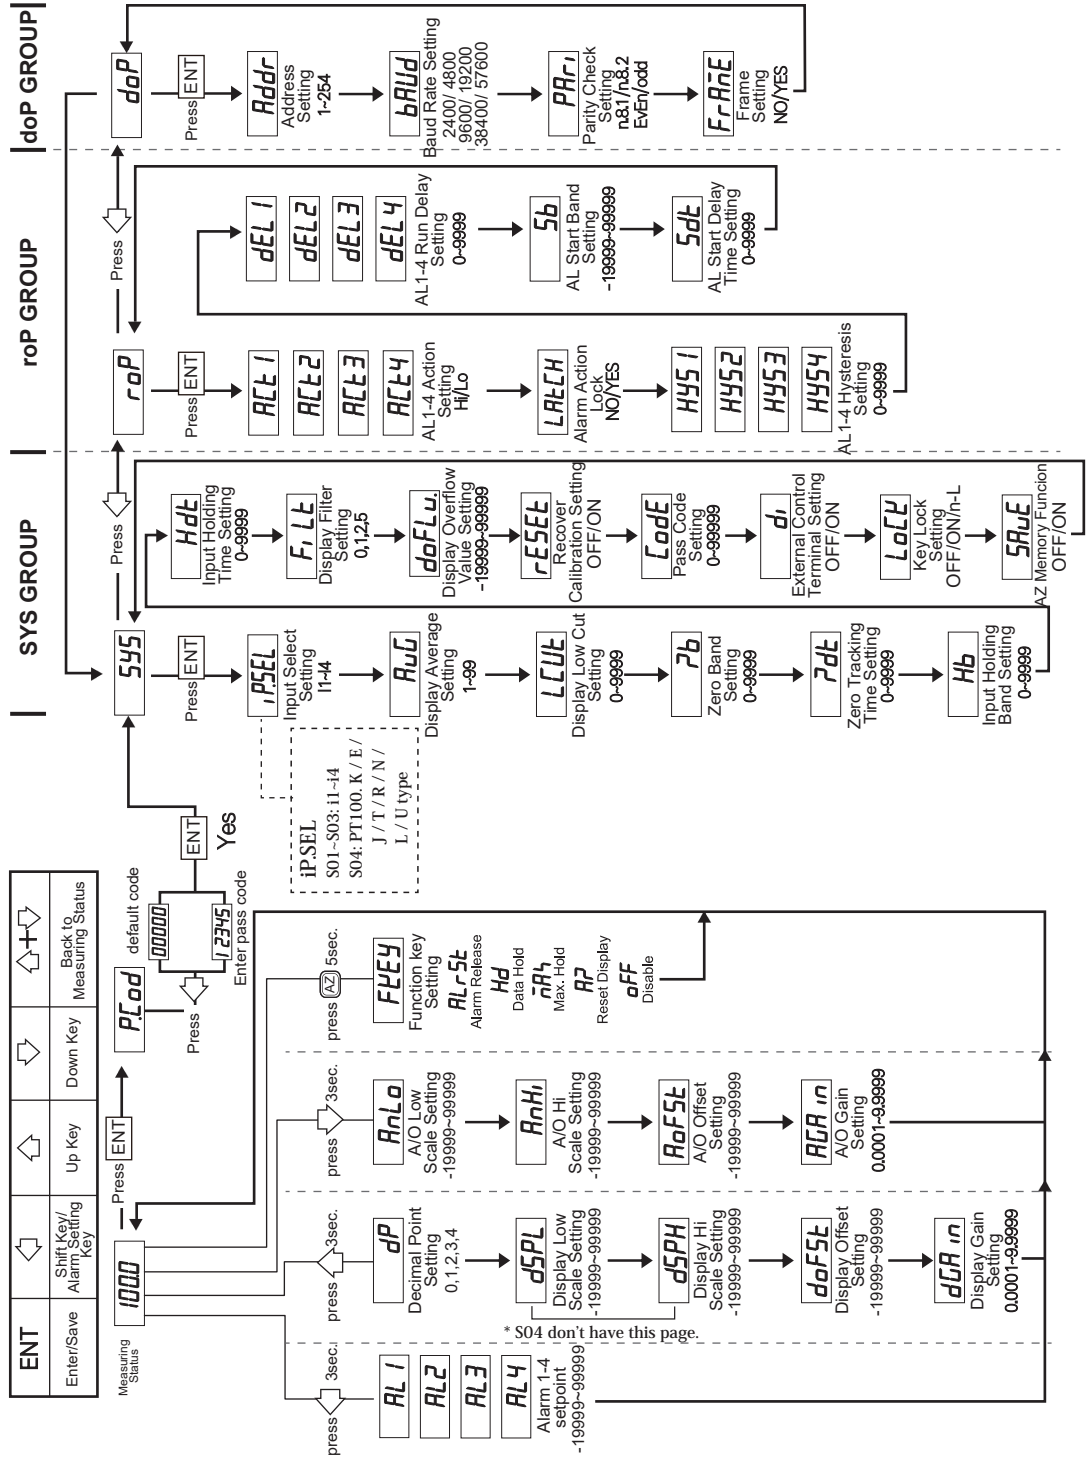 ENT
Enter/Save
Shift Key/
Alarm Setting
Key
Up Key
Down Key
+
Back to
Measuring Status
Measuring
Status
100.0
Press ENT
P.Cod
Press
default code
00000
12345
Enter pass code
ENT
Yes
press 3sec.
AL1
AL2
AL3
AL4
Alarm 1-4
setpoint
-19999~99999
press 3sec.
dP
Decimal Point
Setting
0,1,2,3,4
dSPL
Display Low
Scale Setting
-19999~99999
dSPH
Display Hi
Scale Setting
-19999~99999
* S04 don't have this page.
doFSt
Display Offset
Setting
-19999~99999
dGAin
Display Gain
Setting
0.0001~9.9999
press 3sec.
AnLo
A/O Low
Scale Setting
-19999~99999
AnHi
A/O Hi
Scale Setting
-19999~99999
AoFSt
A/O Offset
Setting
-19999~99999
AGAin
A/O Gain
Setting
0.0001~9.9999
press AZ 5sec.
FKEY
Function key
Setting
ALrSt
Alarm Release
Hd
Data Hold
mAh
Max. Hold
AP
Reset Display
oFF
Disable
iP.SEL
S01~S03: i1~i4
S04: PT100. K / E /
J / T / R / N /
L / U type
SYS GROUP
SYS
Press
Press ENT
iP.SEL
Input Select
Setting
I1~I4
AvG
Display Average
Setting
1~99
LCUt
Display Low Cut
Setting
0~9999
Zb
Zero Band
Setting
0~9999
Zdt
Zero Tracking
Time Setting
0~9999
Hb
Input Holding
Band Setting
0~9999
Hdt
Input Holding
Time Setting
0~9999
FiLt
Display Filter
Setting
0,1,2,5
doFLv.
Display Overflow
Value Setting
-19999~99999
rESEt
Recover
Calibration Setting
OFF/ON
CodE
Pass Code
Setting
0~99999
di
External Control
Terminal Setting
OFF/ON
LoCK
Key Lock
Setting
OFF/ON/n-L
SAvE
AZ Memory Funcion
OFF/ON
roP GROUP
roP
Press
Press ENT
ACt1
ACt2
ACt3
ACt4
AL1-4 Action
Setting
Hi/Lo
LAtCH
Alarm Action
Lock
NO/YES
HYS1
HYS2
HYS3
HYS4
AL1-4 Hysteresis
Setting
0~9999
dEL1
dEL2
dEL3
dEL4
AL1-4 Run Delay
Setting
0~9999
Sb
AL Start Band
Setting
-19999~99999
Sdt
AL Start Delay
Time Setting
0~9999
doP GROUP
doP
Press ENT
Addr
Address
Setting
1~254
bAUd
Baud Rate Setting
2400/ 4800
9600/ 19200
38400/ 57600
PAri
Parity Check
Setting
n.8.1/n.8.2
EvEn/odd
FrAmE
Frame
Setting
NO/YES